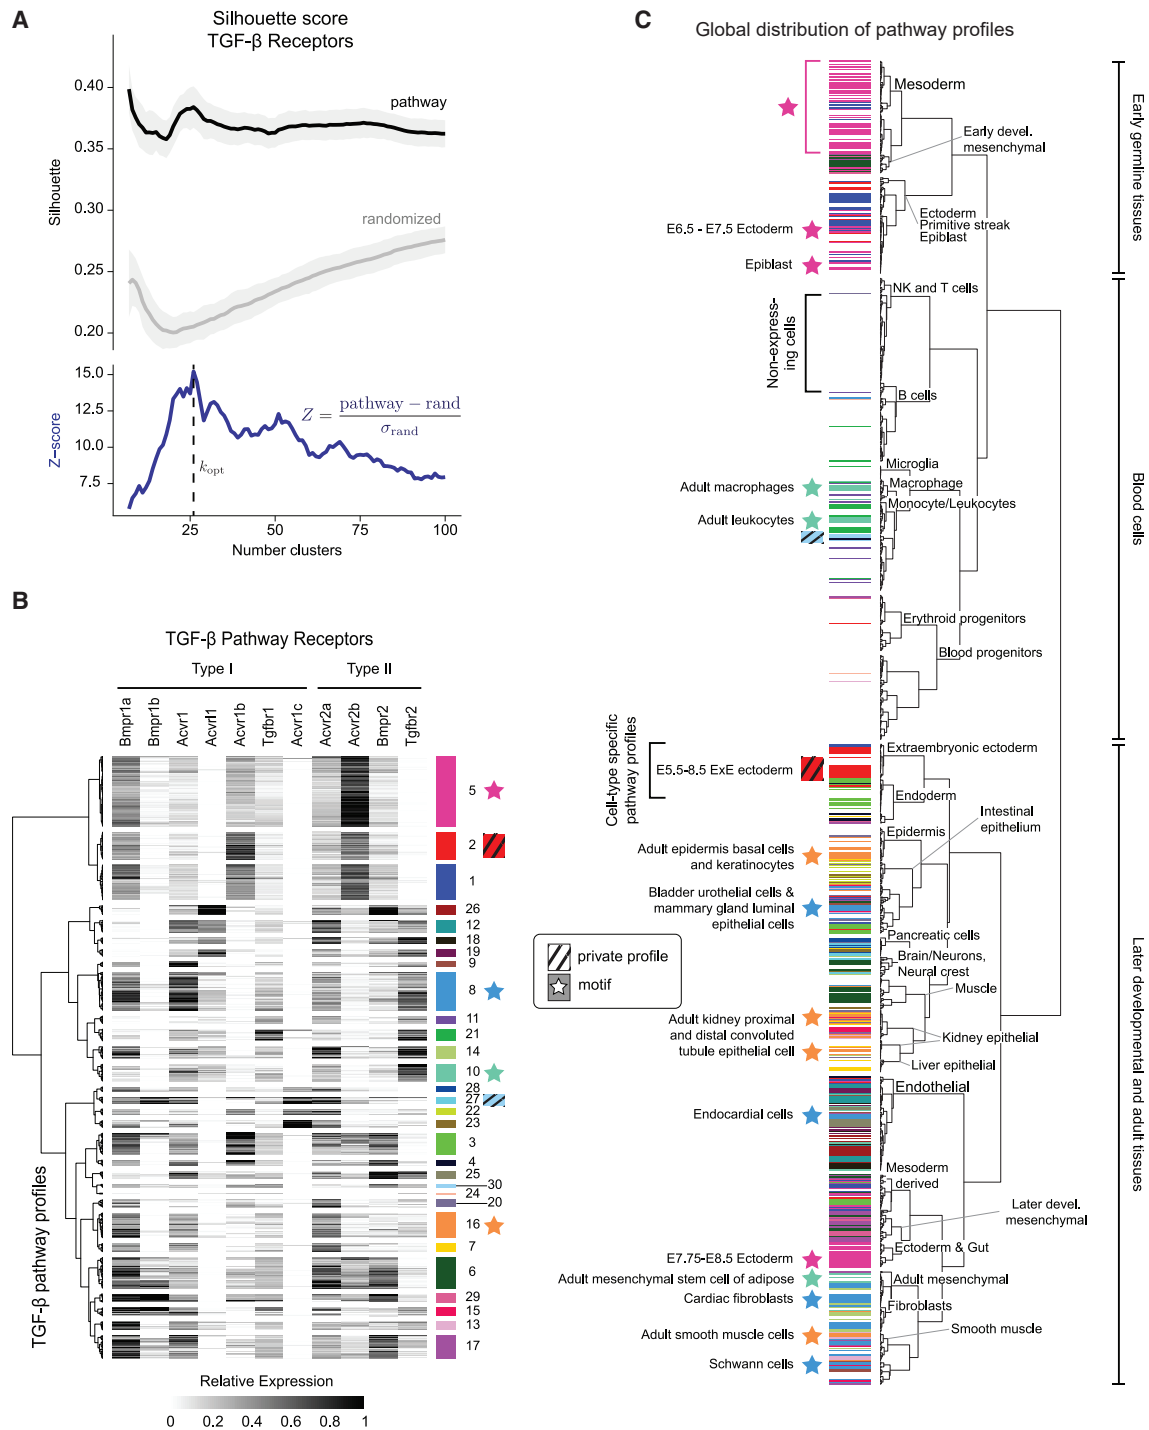 A
Silhouette score
TGF-β Receptors
0.40
0.35
0.30
0.25
0.20
Silhouette
pathway
randomized
15.0
12.5
10.0
7.5
Z−score
Z = pathway − rand / σrand
kopt
25
50
75
100
Number clusters
B
TGF-β Pathway Receptors
Type I
Type II
Bmpr1a
Bmpr1b
Acvr1
Acvrl1
Acvr1b
Tgfbr1
Acvr1c
Acvr2a
Acvr2b
Bmpr2
Tgfbr2
TGF-β pathway profiles
5
2
1
26
12
18
19
9
8
11
21
14
10
28
27
22
23
3
4
25
30
24
20
16
7
6
29
15
13
17
Relative Expression
0
0.2
0.4
0.6
0.8
1
C
Global distribution of pathway profiles
Mesoderm
Early devel.
mesenchymal
Ectoderm
Primitive streak
Epiblast
E6.5 - E7.5 Ectoderm
Epiblast
Early germline tissues
Non-express-
ing cells
NK and T cells
B cells
Microglia
Macrophage
Monocyte/Leukocytes
Adult macrophages
Adult leukocytes
Erythroid progenitors
Blood progenitors
Blood cells
Cell-type specific
pathway profiles
E5.5-8.5 ExE ectoderm
Extraembryonic ectoderm
Endoderm
Intestinal
epithelium
Epidermis
Adult epidermis basal cells
and keratinocytes
Bladder urothelial cells &
mammary gland luminal
epithelial cells
Pancreatic cells
Brain/Neurons,
Neural crest
Muscle
private profile
motif
Adult kidney proximal
and distal convoluted
tubule epithelial cell
Kidney epithelial
Liver epithelial
Endothelial
Endocardial cells
Mesoderm
derived
Later devel.
mesenchymal
Ectoderm & Gut
E7.75-E8.5 Ectoderm
Adult mesenchymal stem cell of adipose
Adult mesenchymal
Cardiac fibroblasts
Fibroblasts
Adult smooth muscle cells
Smooth muscle
Schwann cells
Later developmental and adult tissues